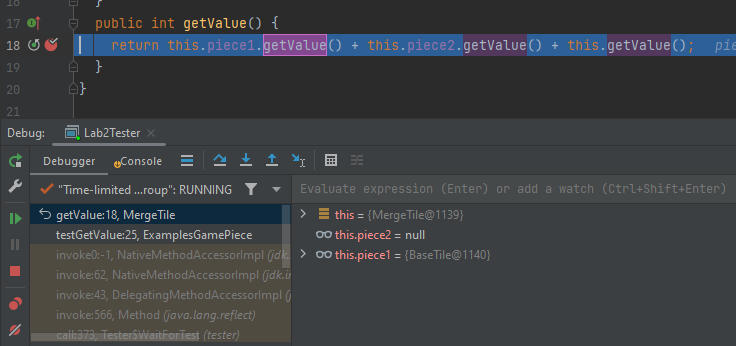 16
}
17 public int getValue() {
18 return this.piece1.getValue() + this.piece2.getValue() + this.getValue();
19 }
20 }
21
Debug: Lab2Tester
Debugger Console
"Time-limited ...roup": RUNNING
Evaluate expression (Enter) or add a watch (Ctrl+Shift+Enter)
getValue:18, MergeTile
this = {MergeTile@1139}
testGetValue:25, ExamplesGamePiece
this.piece2 = null
invoke0:-1, NativeMethodAccessorImpl (jdk.
this.piece1 = {BaseTile@1140}
invoke:62, NativeMethodAccessorImpl (jdk.in
invoke:43, DelegatingMethodAccessorImpl (
invoke:566, Method (java.lang.reflect)
call:373, Tester$WaitForTest (tester)